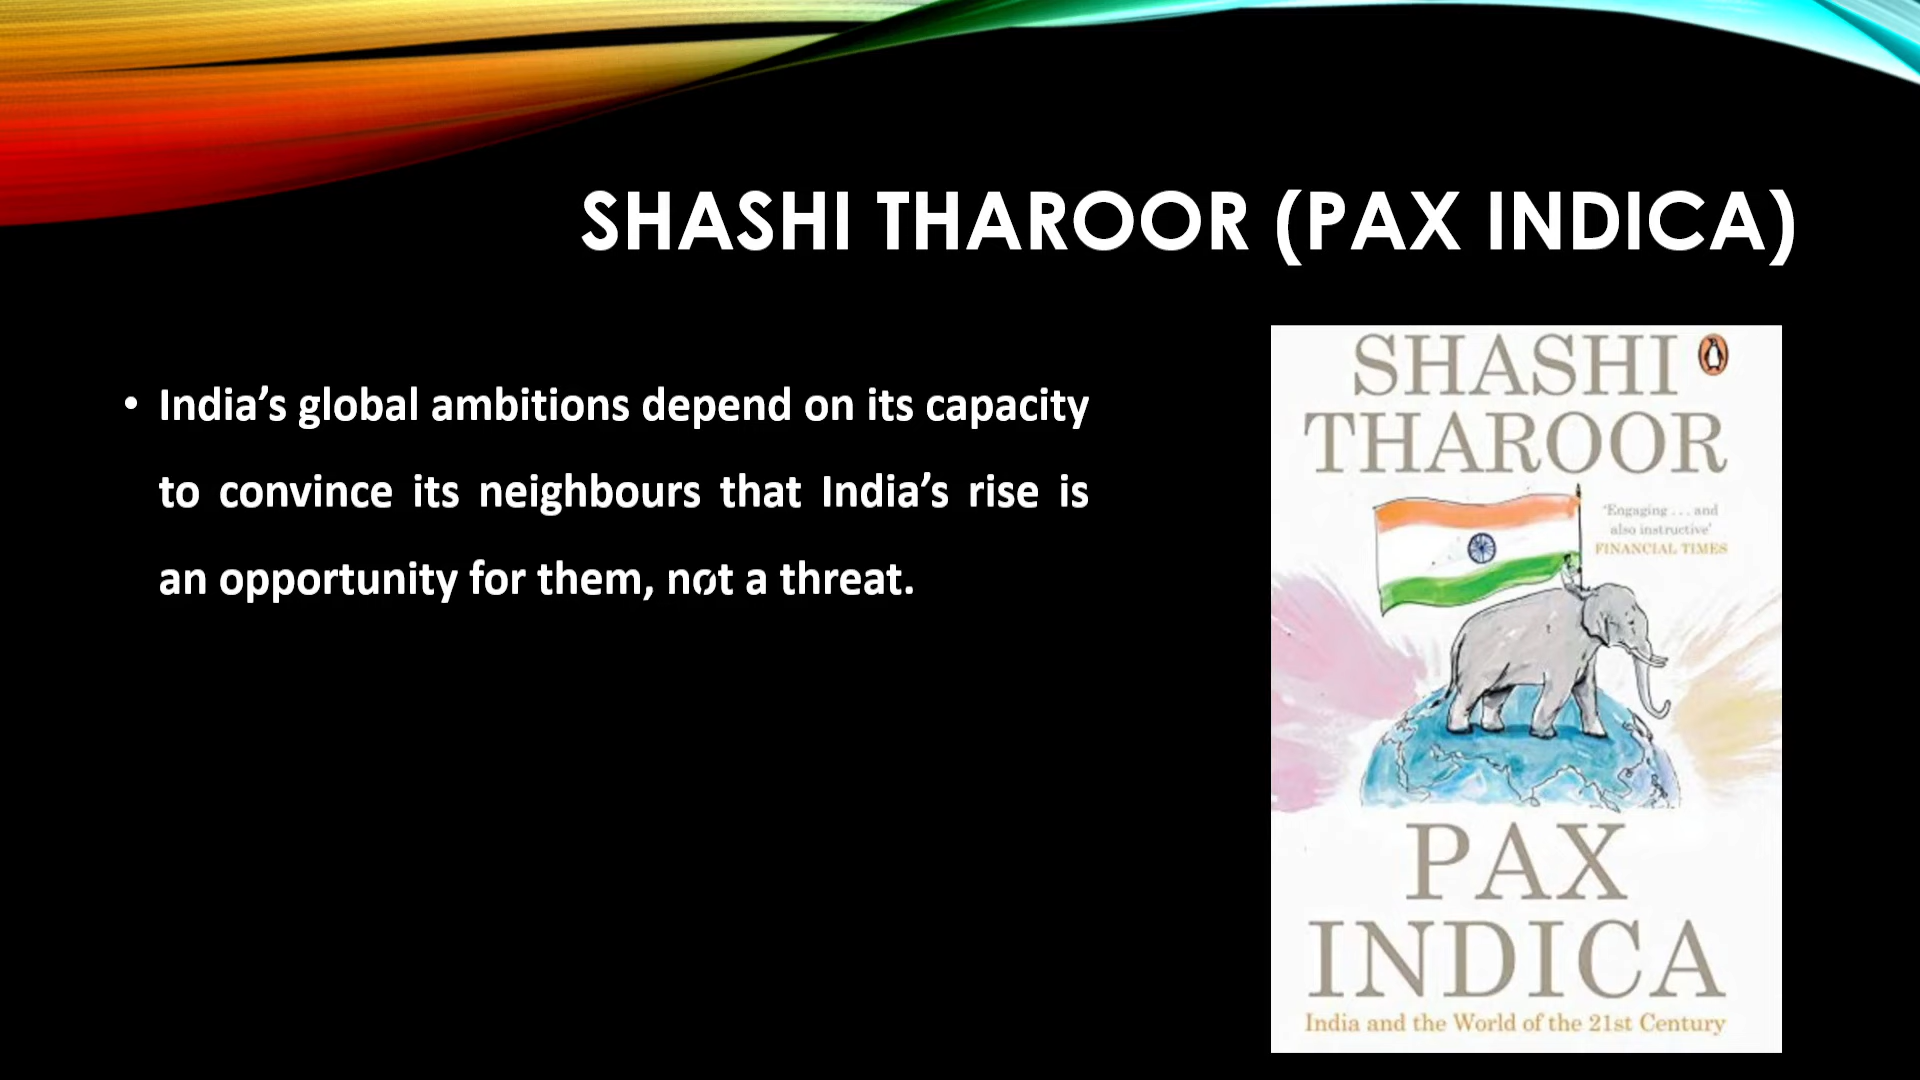 SHASHI THAROOR (PAX INDICA)
• India’s global ambitions depend on its capacity
to convince its neighbours that India’s rise is
an opportunity for them, not a threat.
SHASHI
THAROOR
‘Engaging . . . and
also instructive’
FINANCIAL TIMES
PAX
INDICA
India and the World of the 21st Century